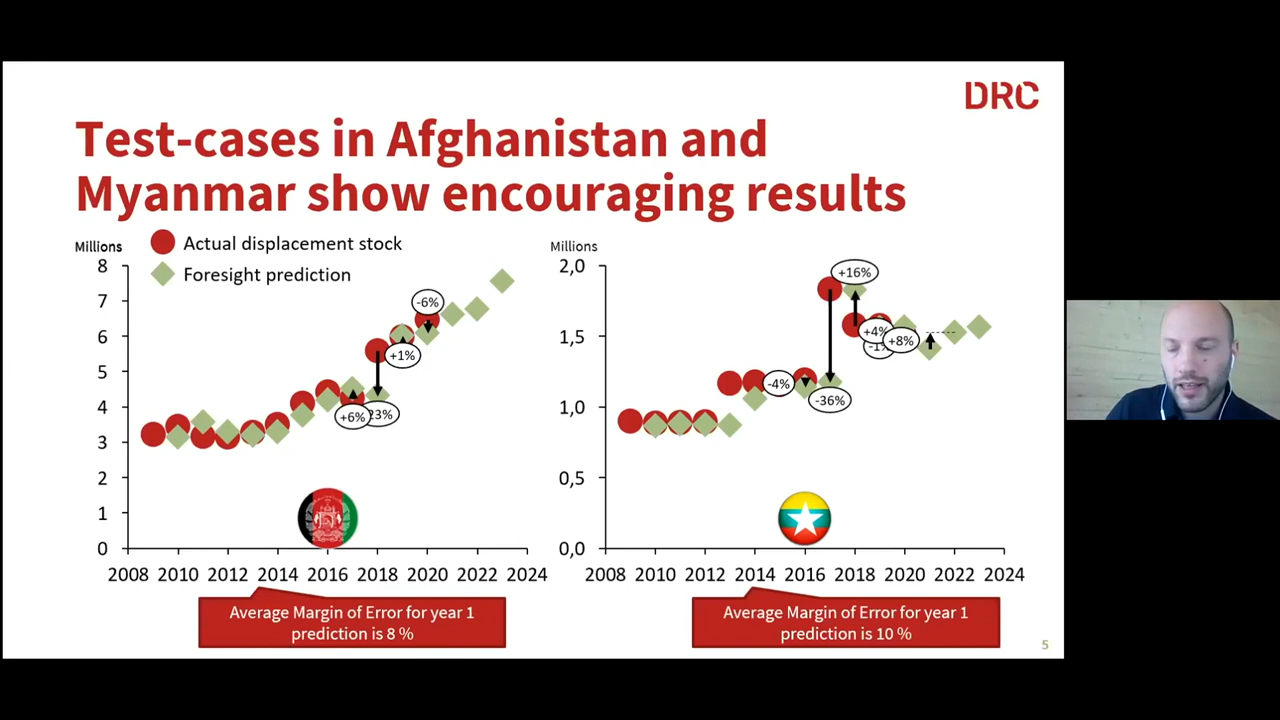 DRC
Test-cases in Afghanistan and
Myanmar show encouraging results
Millions
Actual displacement stock
Foresight prediction
8
7
6
5
4
3
2
1
0
-6%
+1%
+6%
23%
2008 2010 2012 2014 2016 2018 2020 2022 2024
Average Margin of Error for year 1
prediction is 8 %
Millions
2,0
1,5
1,0
0,5
0,0
+16%
+4%
-1%
+8%
-4%
-36%
2008 2010 2012 2014 2016 2018 2020 2022 2024
Average Margin of Error for year 1
prediction is 10 %
5